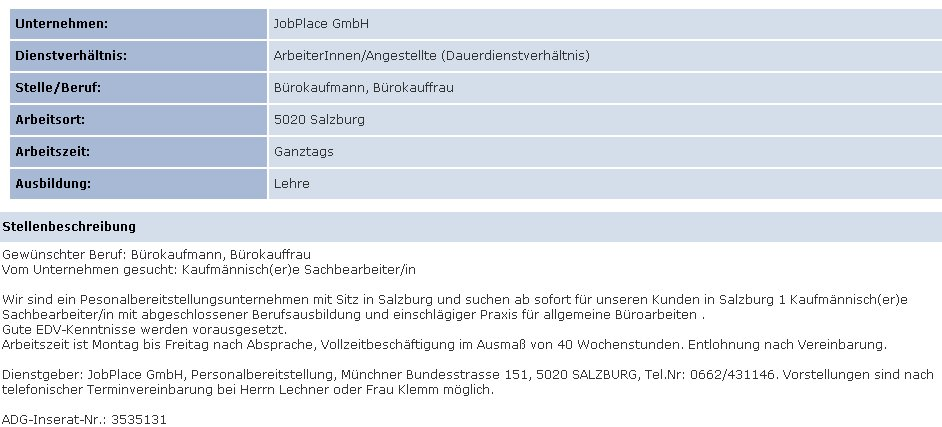 Unternehmen: JobPlace GmbH
Dienstverhältnis: ArbeiterInnen/Angestellte (Dauerdienstverhältnis)
Stelle/Beruf: Bürokaufmann, Bürokauffrau
Arbeitsort: 5020 Salzburg
Arbeitszeit: Ganztags
Ausbildung: Lehre
Stellenbeschreibung
Gewünschter Beruf: Bürokaufmann, Bürokauffrau
Vom Unternehmen gesucht: Kaufmännisch(er)e Sachbearbeiter/in
Wir sind ein Pesonalbereitstellungsunternehmen mit Sitz in Salzburg und suchen ab sofort für unseren Kunden in Salzburg 1 Kaufmännisch(er)e
Sachbearbeiter/in mit abgeschlossener Berufsausbildung und einschlägiger Praxis für allgemeine Büroarbeiten .
Gute EDV-Kenntnisse werden vorausgesetzt.
Arbeitszeit ist Montag bis Freitag nach Absprache, Vollzeitbeschäftigung im Ausmaß von 40 Wochenstunden. Entlohnung nach Vereinbarung.
Dienstgeber: JobPlace GmbH, Personalbereitstellung, Münchner Bundesstrasse 151, 5020 SALZBURG, Tel.Nr: 0662/431146. Vorstellungen sind nach
telefonischer Terminvereinbarung bei Herrn Lechner oder Frau Klemm möglich.
ADG-Inserat-Nr.: 3535131